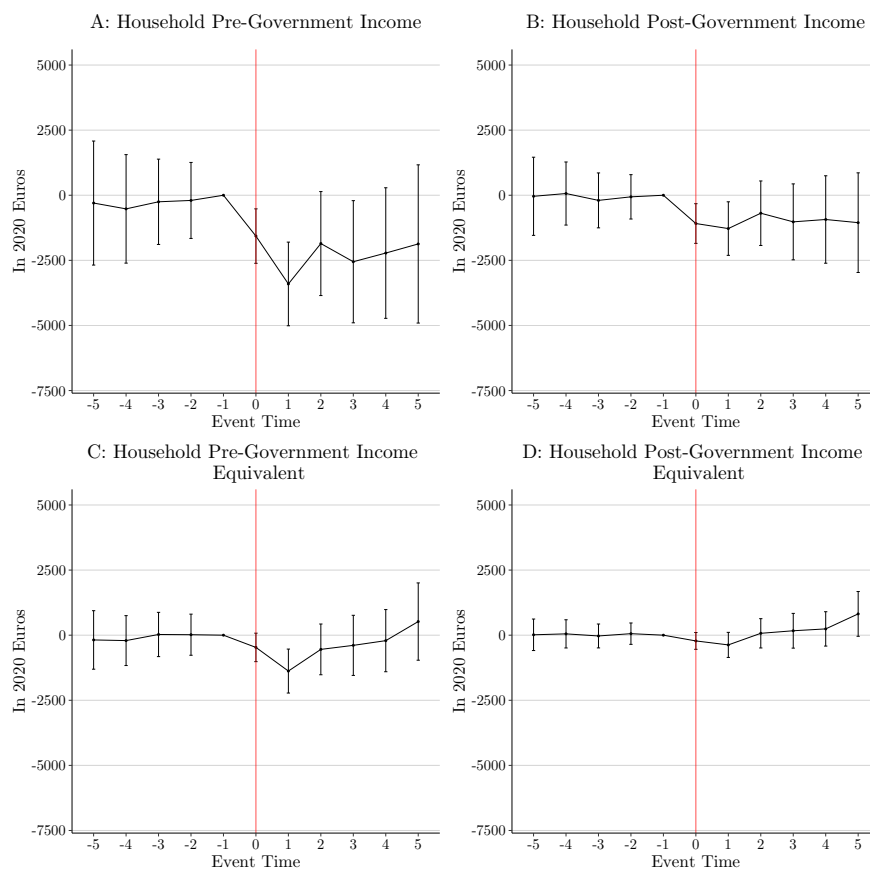 A: Household Pre-Government Income
5000
2500
0
-2500
-5000
-7500
In 2020 Euros
-5 -4 -3 -2 -1 0 1 2 3 4 5
Event Time
B: Household Post-Government Income
5000
2500
0
-2500
-5000
-7500
In 2020 Euros
-5 -4 -3 -2 -1 0 1 2 3 4 5
Event Time
C: Household Pre-Government Income
Equivalent
5000
2500
0
-2500
-5000
-7500
In 2020 Euros
-5 -4 -3 -2 -1 0 1 2 3 4 5
Event Time
D: Household Post-Government Income
Equivalent
5000
2500
0
-2500
-5000
-7500
In 2020 Euros
-5 -4 -3 -2 -1 0 1 2 3 4 5
Event Time